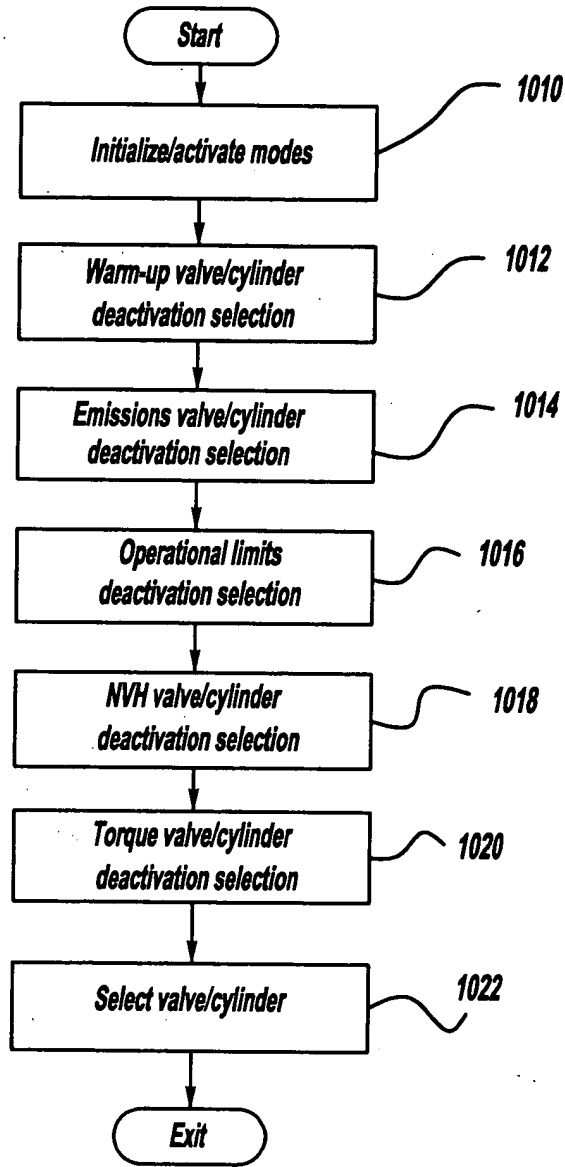 Start
1010
Initialize/activate modes
1012
Warm-up valve/cylinder
deactivation selection
1014
Emissions valve/cylinder
deactivation selection
1016
Operational limits
deactivation selection
1018
NVH valve/cylinder
deactivation selection
1020
Torque valve/cylinder
deactivation selection
1022
Select valve/cylinder
Exit